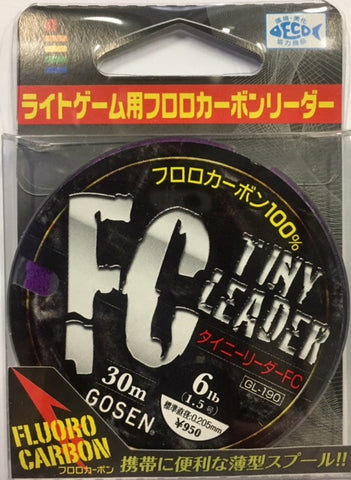 環境・美化
DECO
協力商品
ライトゲーム用フロロカーボンリーダー
フロロカーボン100%
FC
TINY
LEADER
タイニーリーダーFC
GL-190
30m
6lb
(1.5号)
標準直径:0.205mm
¥950
GOSEN
FLUORO
CARBON
フロロカーボン
携帯に便利な薄型スプール!!